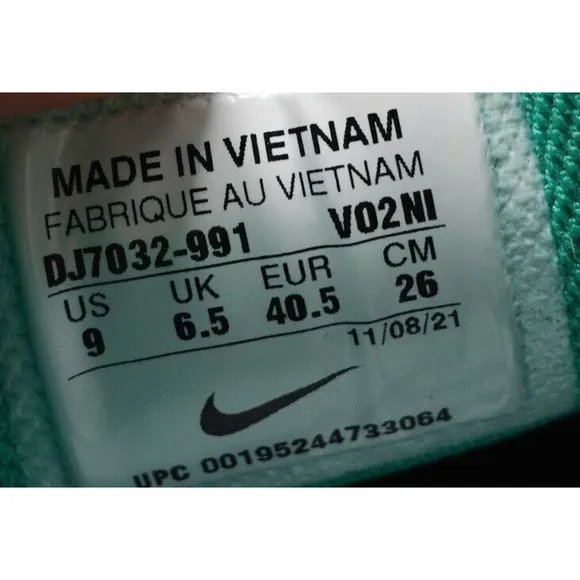 MADE IN VIETNAM
FABRIQUE AU VIETNAM
DJ7032-991 V02NI
US UK EUR CM
9 6.5 40.5 26
11/08/21
UPC 00195244733064